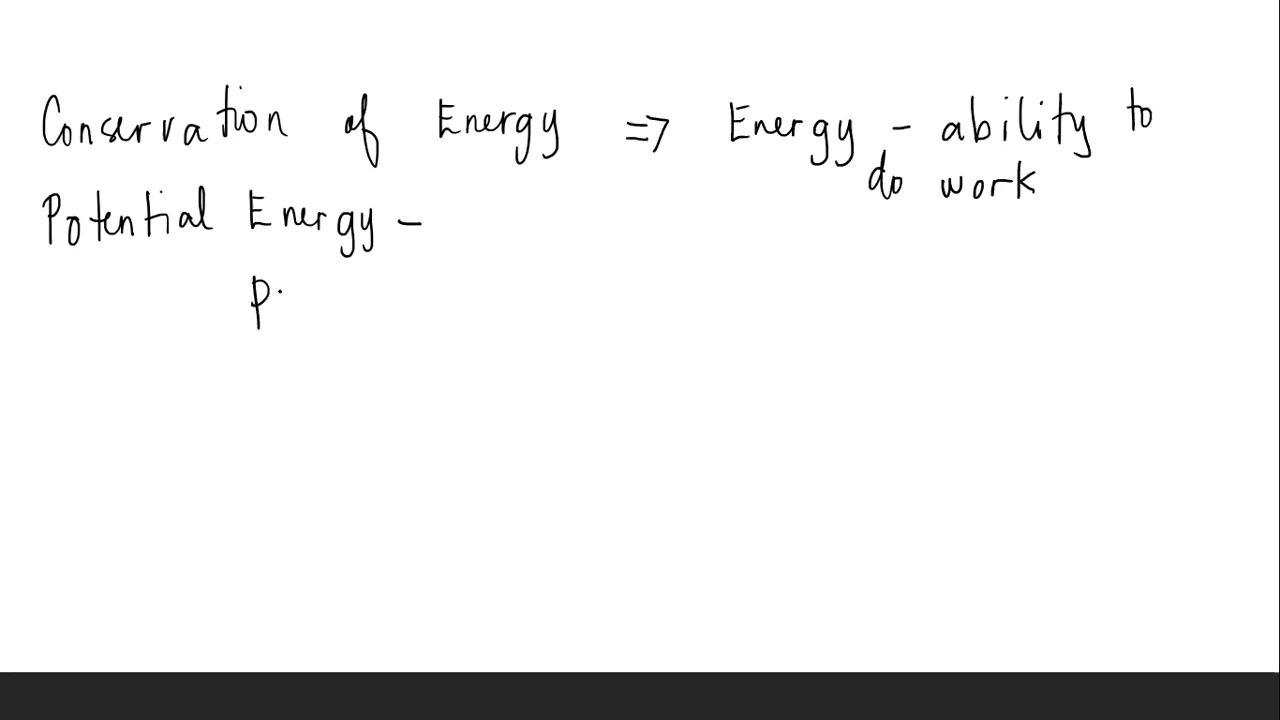 Conservation of Energy => Energy - ability to
do work
Potential Energy -
P.